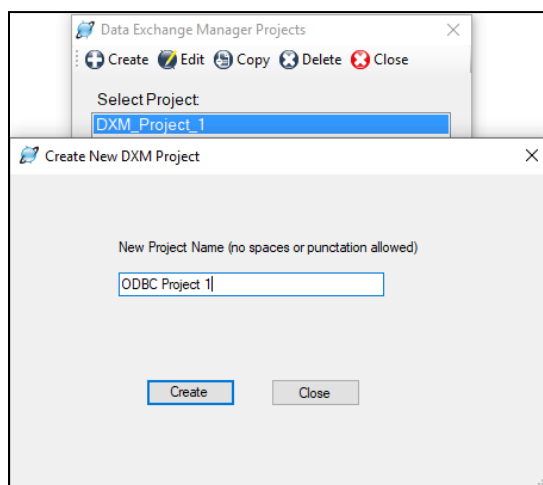 Data Exchange Manager Projects
Create Edit Copy Delete Close
Select Project:
DXM_Project_1
Create New DXM Project
New Project Name (no spaces or punctation allowed)
ODBC Project 1
Create Close